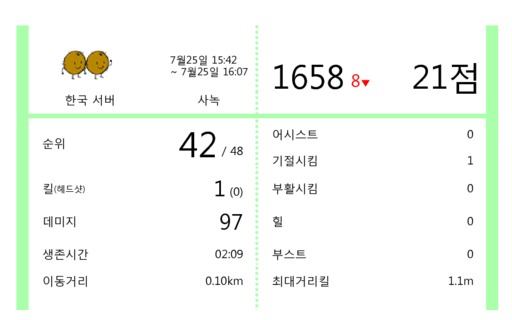 7월25일 15:42
~ 7월25일 16:07
한국 서버
사녹
1658 8▼
21점
순위
42 / 48
킬(헤드샷)
1 (0)
데미지
97
생존시간
02:09
이동거리
0.10km
어시스트
0
기절시킴
1
부활시킴
0
힐
0
부스트
0
최대거리킬
1.1m